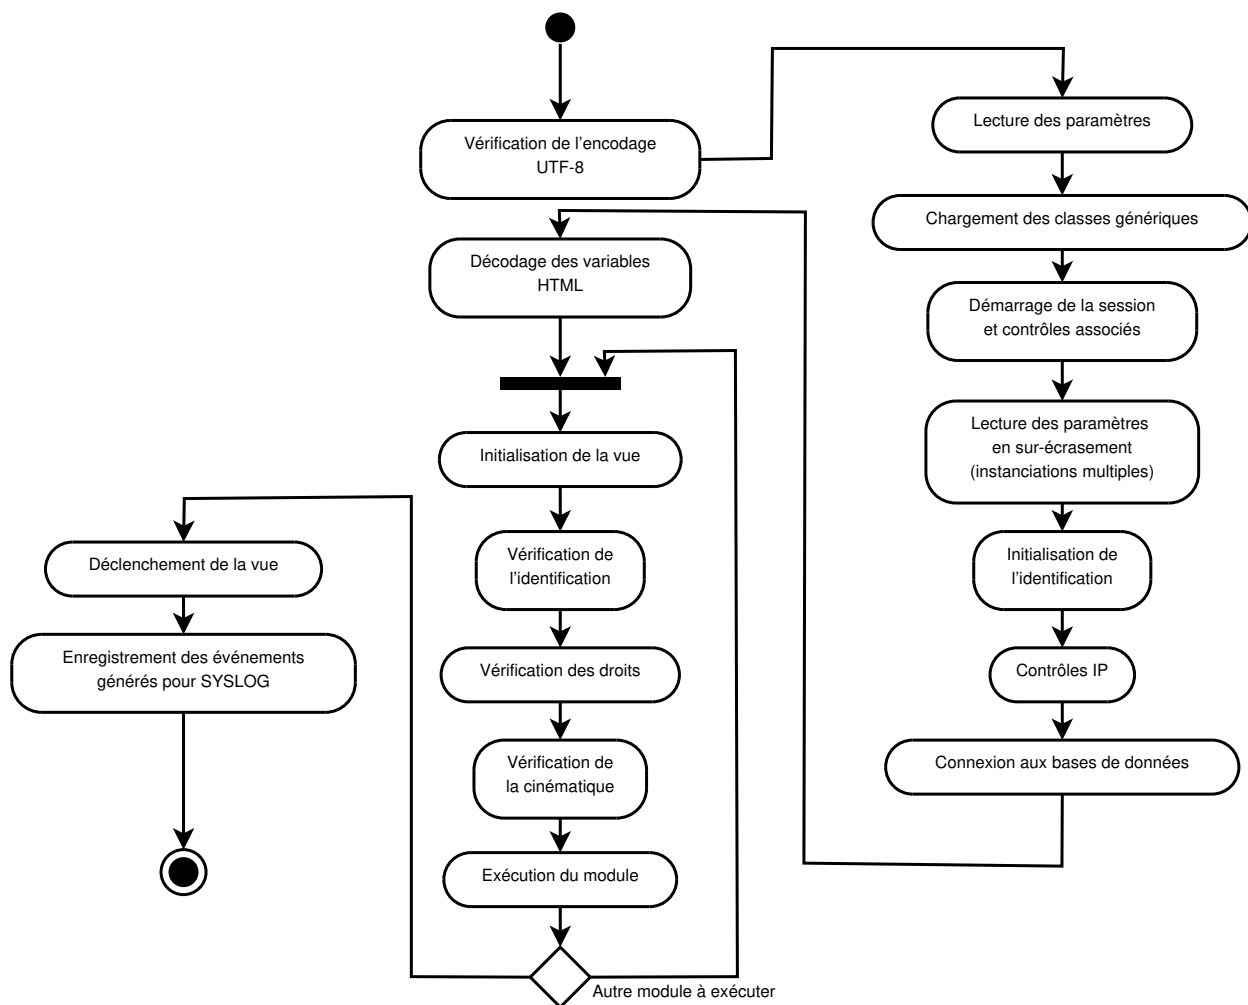 Vérification de l'encodage
UTF-8
Lecture des paramètres
Chargement des classes génériques
Démarrage de la session
et contrôles associés
Lecture des paramètres
en sur-écrasement
(instanciations multiples)
Initialisation de
l'identification
Contrôles IP
Connexion aux bases de données
Décodage des variables
HTML
Initialisation de la vue
Vérification de
l'identification
Vérification des droits
Vérification de
la cinématique
Exécution du module
Autre module à exécuter
Déclenchement de la vue
Enregistrement des événements
générés pour SYSLOG